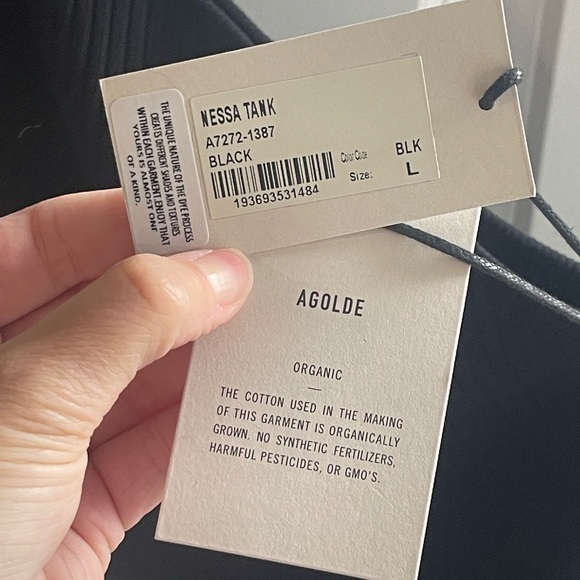 THE UNIQUE NATURE OF THE DYE PROCESS
CREATES DIFFERENT SHADES AND TEXTURES
WITHIN EACH GARMENT. ENJOY THAT
YOURS IS ALMOST ONE
OF A KIND.
NESSA TANK
A7272-1387
BLACK
Color Code BLK
Size: L
193693531484
AGOLDE
ORGANIC
THE COTTON USED IN THE MAKING
OF THIS GARMENT IS ORGANICALLY
GROWN. NO SYNTHETIC FERTILIZERS,
HARMFUL PESTICIDES, OR GMO'S.